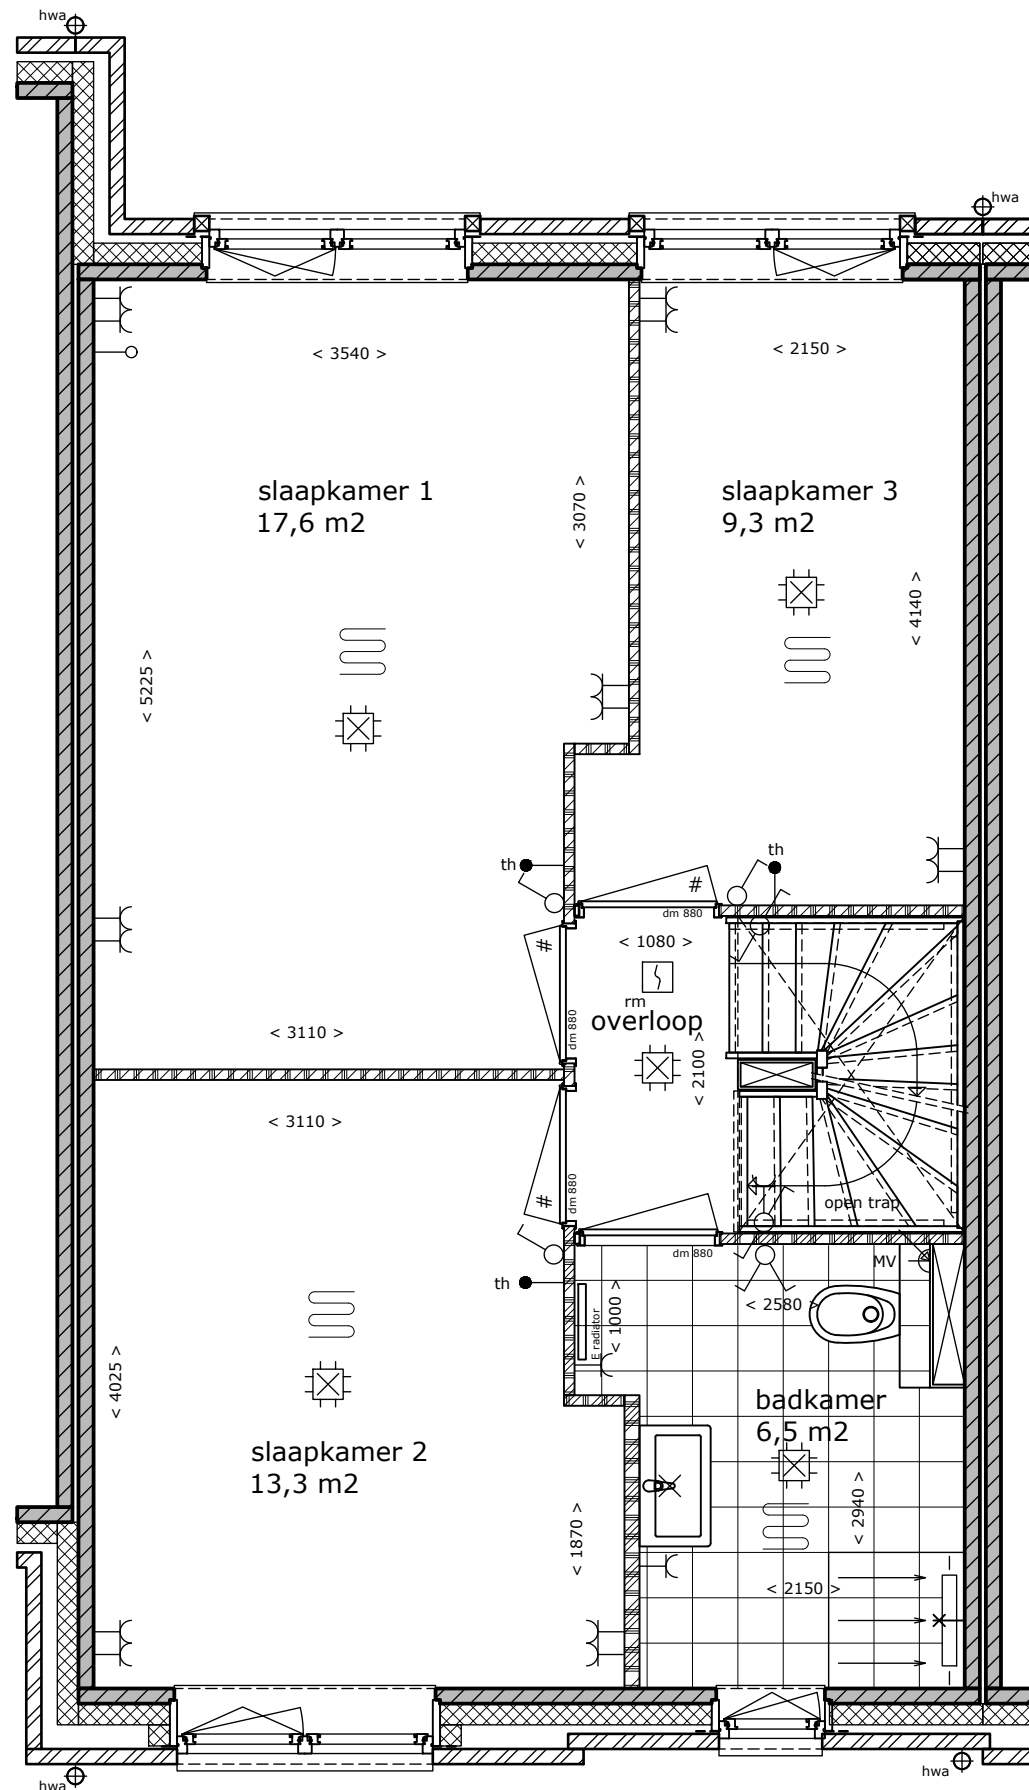 hwa
hwa
< 3540 >
< 2150 >
slaapkamer 1
17,6 m2
< 3070 >
slaapkamer 3
9,3 m2
< 4140 >
< 5225 >
th
th
#
dm 880
#
< 1080 >
rm
overloop
dm 880
< 2100 >
< 3110 >
< 3110 >
#
dm 880
open trap
dm 880
MV
th
< 2580 >
E radiator
< 1000 >
< 4025 >
badkamer
6,5 m2
slaapkamer 2
13,3 m2
< 2940 >
< 1870 >
< 2150 >
hwa
hwa